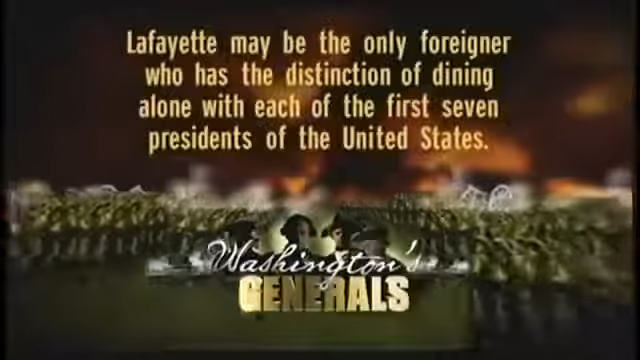 Lafayette may be the only foreigner
who has the distinction of dining
alone with each of the first seven
presidents of the United States.
Washington's
GENERALS